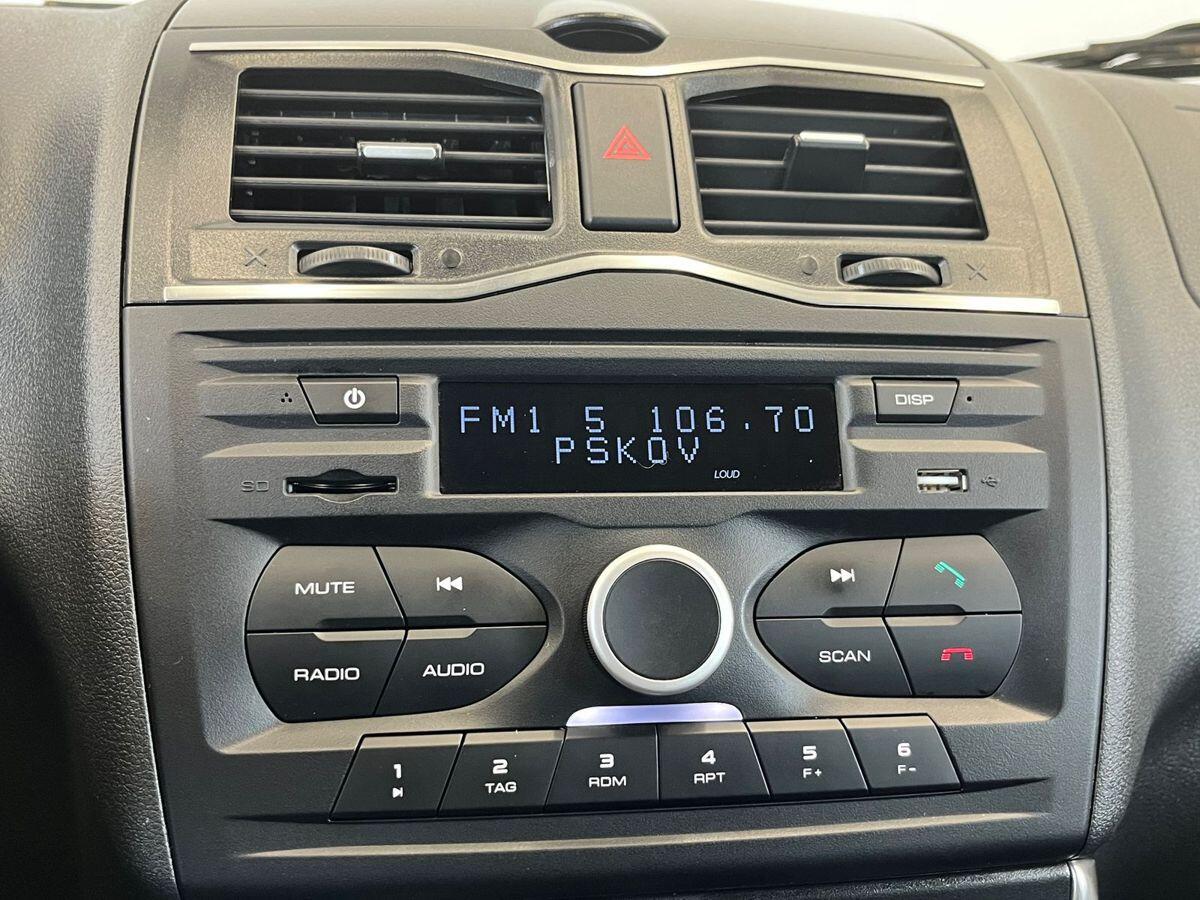 FM1 5 106.70
PSKOV
LOUD
DISP
SD
MUTE
RADIO
AUDIO
SCAN
1
2
TAG
3
RDM
4
RPT
5
F+
6
F-